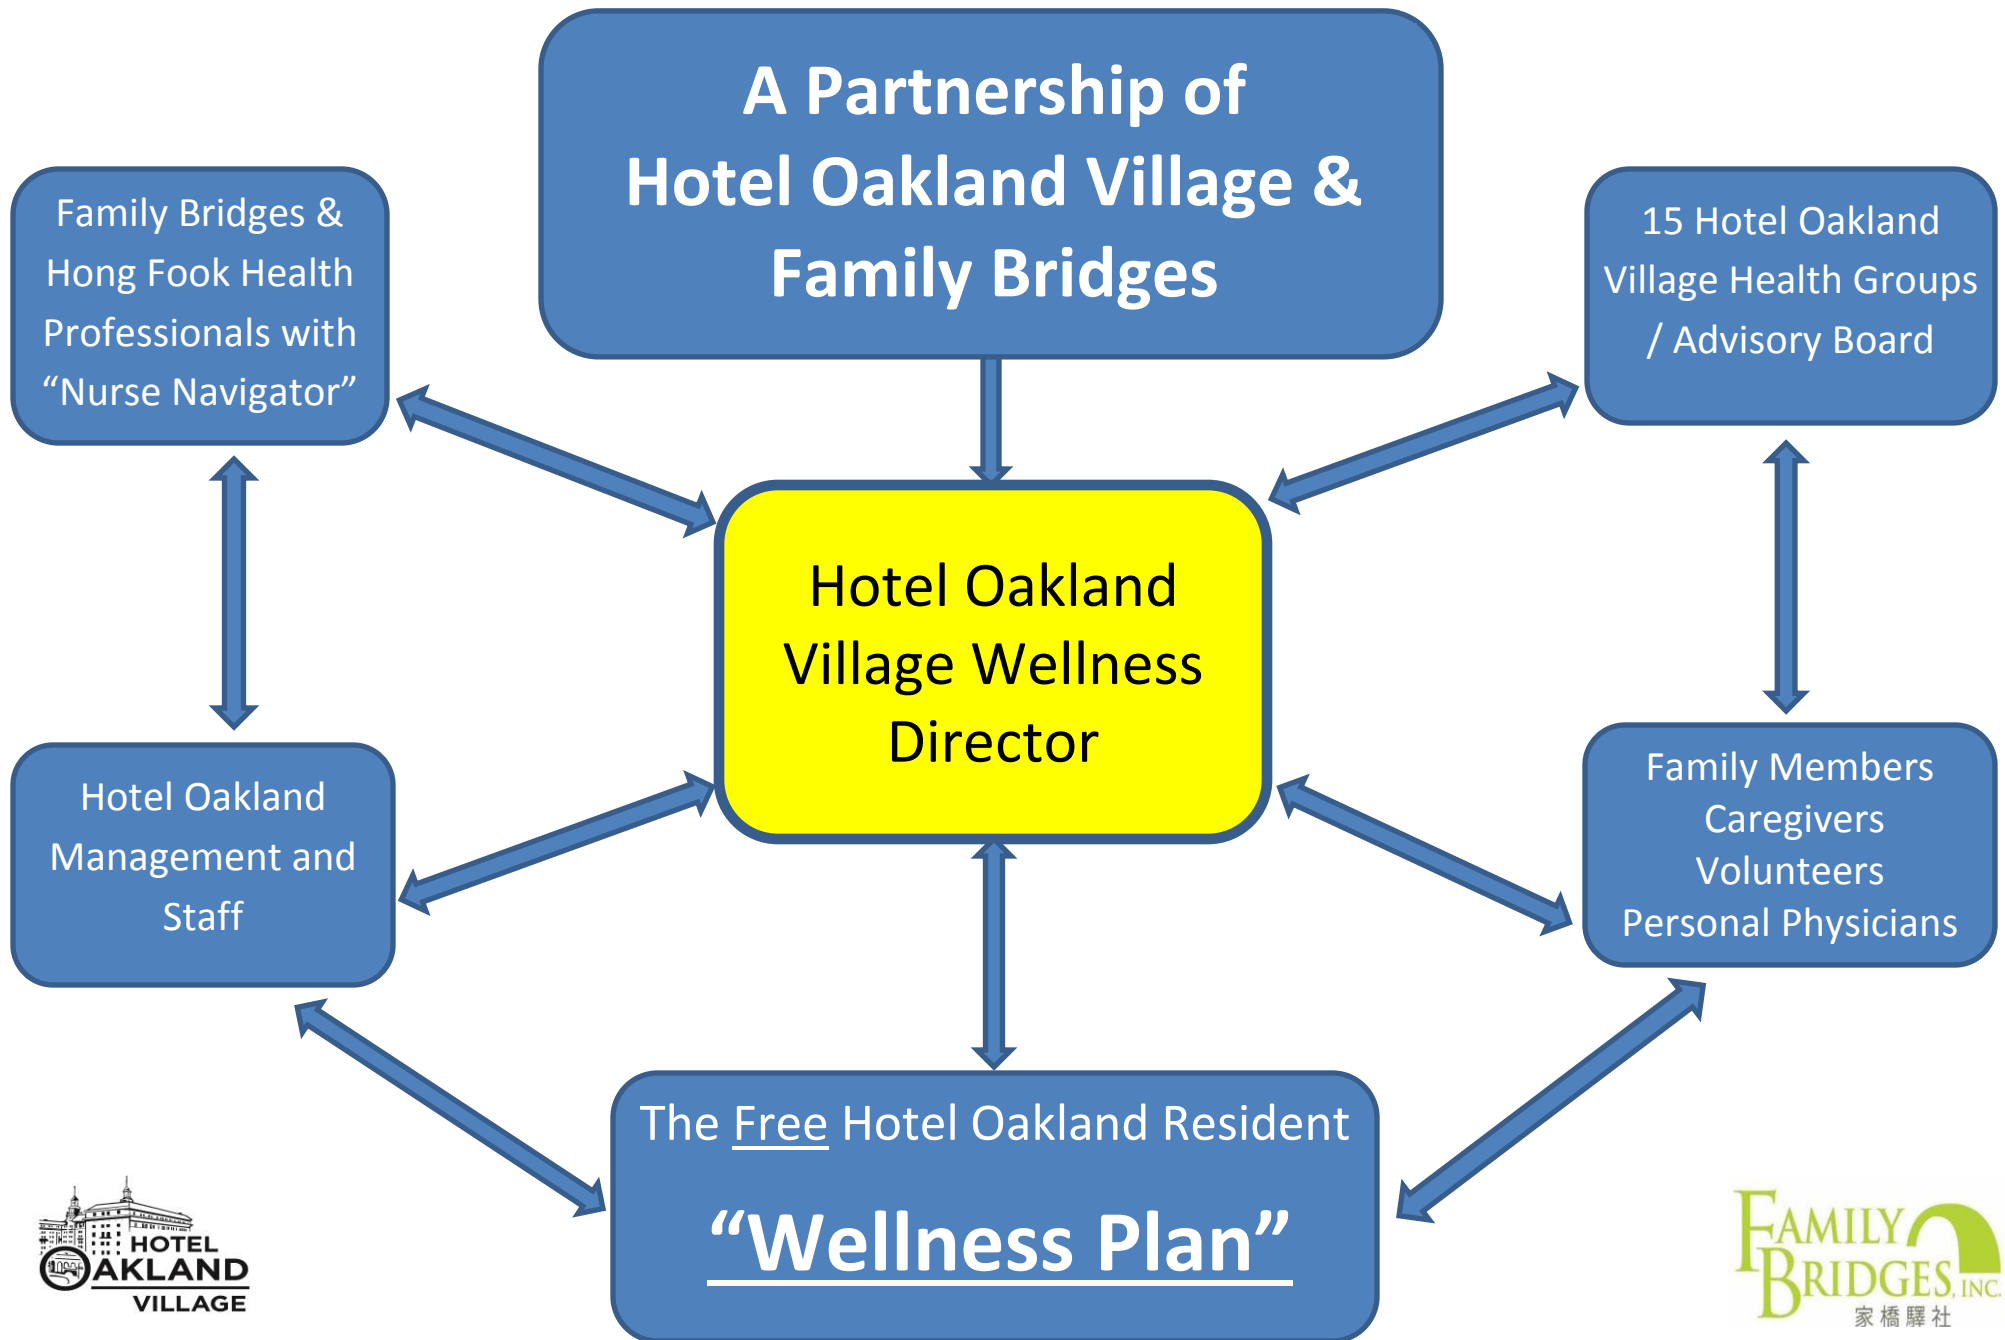 A Partnership of
Hotel Oakland Village &
Family Bridges
Family Bridges &
Hong Fook Health
Professionals with
“Nurse Navigator”
15 Hotel Oakland
Village Health Groups
/ Advisory Board
Hotel Oakland
Village Wellness
Director
Hotel Oakland
Management and
Staff
Family Members
Caregivers
Volunteers
Personal Physicians
The Free Hotel Oakland Resident
“Wellness Plan”
HOTEL
OAKLAND
VILLAGE
FAMILY
BRIDGES, INC.
家橋驛社